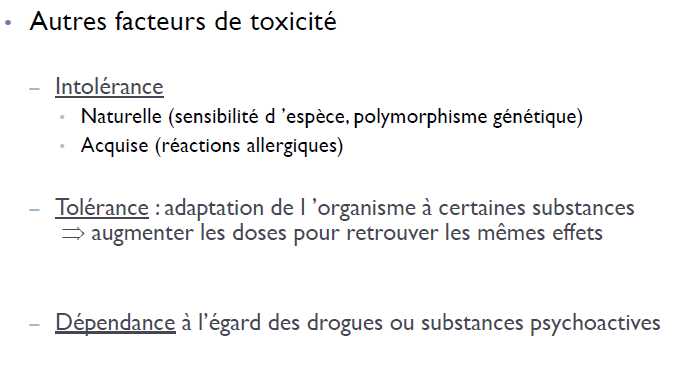 • Autres facteurs de toxicité
– Intolérance
• Naturelle (sensibilité d ’espèce, polymorphisme génétique)
• Acquise (réactions allergiques)
– Tolérance : adaptation de l ’organisme à certaines substances
⇒ augmenter les doses pour retrouver les mêmes effets
– Dépendance à l’égard des drogues ou substances psychoactives